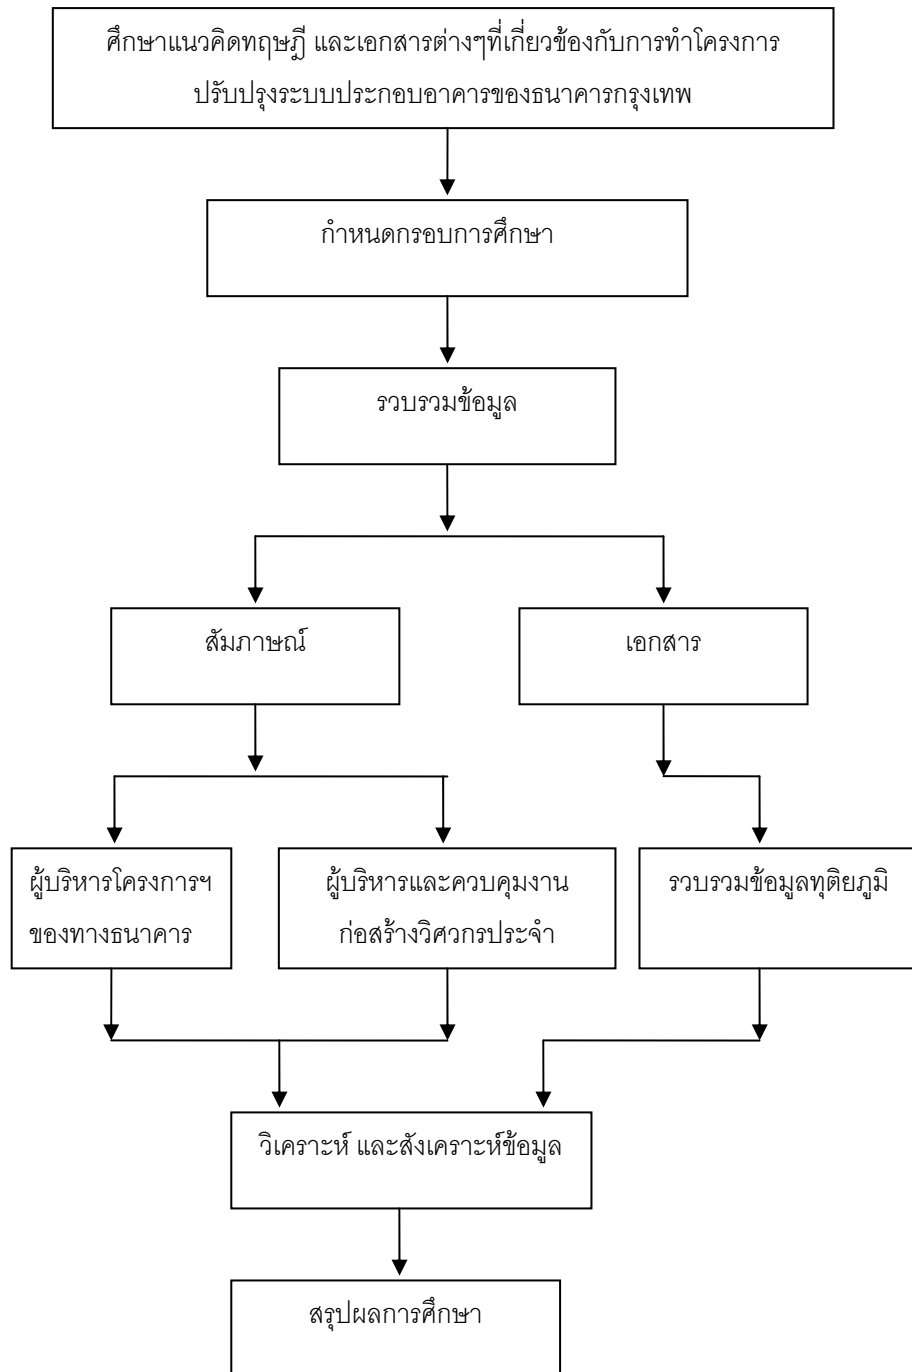 ศึกษาแนวคิดทฤษฎี และเอกสารต่างๆที่เกี่ยวข้องกับการทำโครงการ
ปรับปรุงระบบประกอบอาคารของธนาคารกรุงเทพ
กำหนดกรอบการศึกษา
รวบรวมข้อมูล
สัมภาษณ์
เอกสาร
ผู้บริหารโครงการฯ
ของทางธนาคาร
ผู้บริหารและควบคุมงาน
ก่อสร้างวิศวกรประจำ
รวบรวมข้อมูลทุติยภูมิ
วิเคราะห์ และสังเคราะห์ข้อมูล
สรุปผลการศึกษา